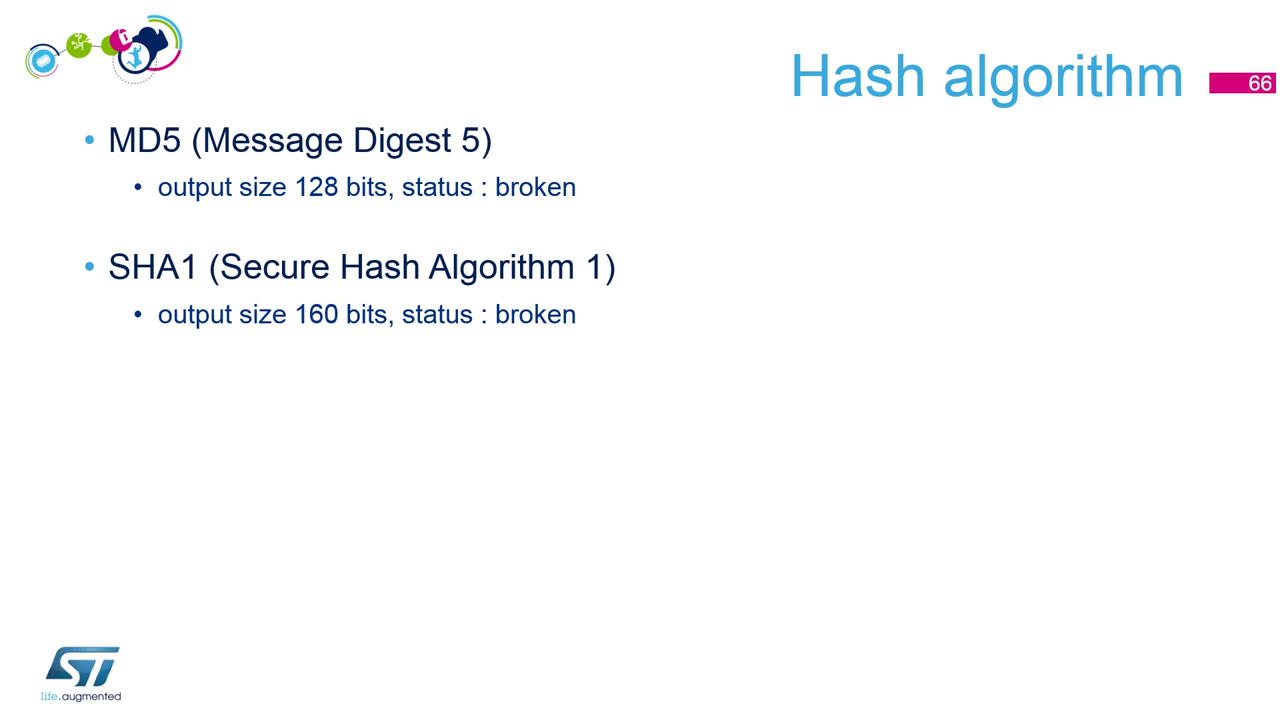 Hash algorithm
66
• MD5 (Message Digest 5)
• output size 128 bits, status : broken
• SHA1 (Secure Hash Algorithm 1)
• output size 160 bits, status : broken
ST
life.augmented